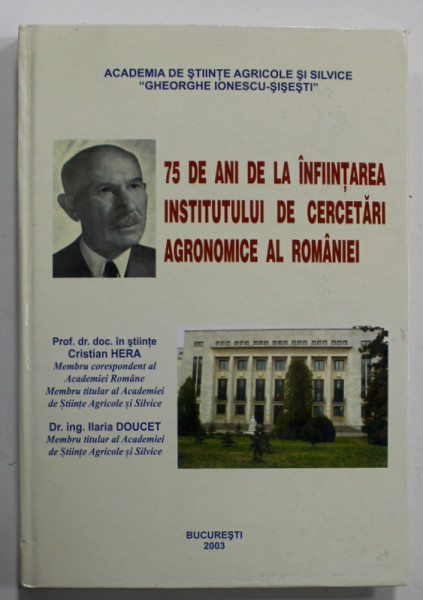 ACADEMIA DE ŞTIINŢE AGRICOLE ŞI SILVICE
"GHEORGHE IONESCU-ŞIŞEŞTI"
75 DE ANI DE LA ÎNFIINŢAREA
INSTITUTULUI DE CERCETĂRI
AGRONOMICE AL ROMÂNIEI
Prof. dr. doc. în ştiinţe
Cristian HERA
Membru corespondent al
Academiei Române
Membru titular al Academiei
de Ştiinţe Agricole şi Silvice
Dr. ing. Ilaria DOUCET
Membru titular al Academiei
de Ştiinţe Agricole şi Silvice
BUCUREŞTI
2003